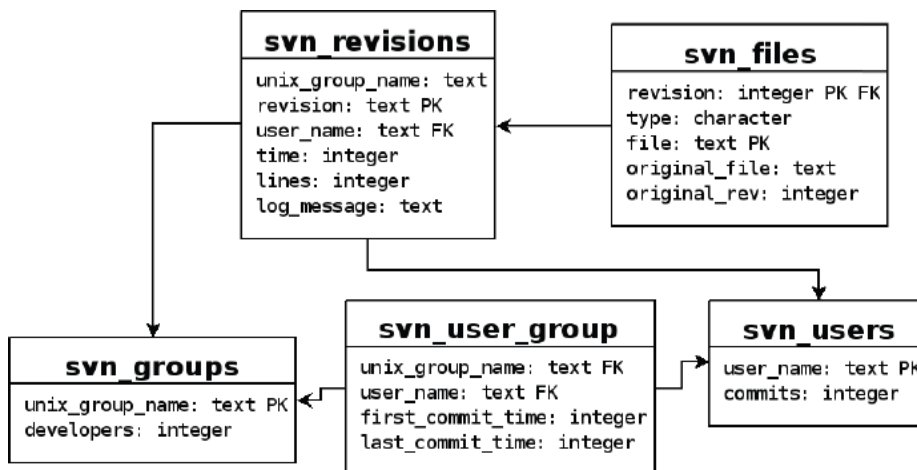 svn_revisions
unix_group_name: text
revision: text PK
user_name: text FK
time: integer
lines: integer
log_message: text
svn_files
revision: integer PK FK
type: character
file: text PK
original_file: text
original_rev: integer
svn_groups
unix_group_name: text PK
developers: integer
svn_user_group
unix_group_name: text FK
user_name: text FK
first_commit_time: integer
last_commit_time: integer
svn_users
user_name: text PK
commits: integer